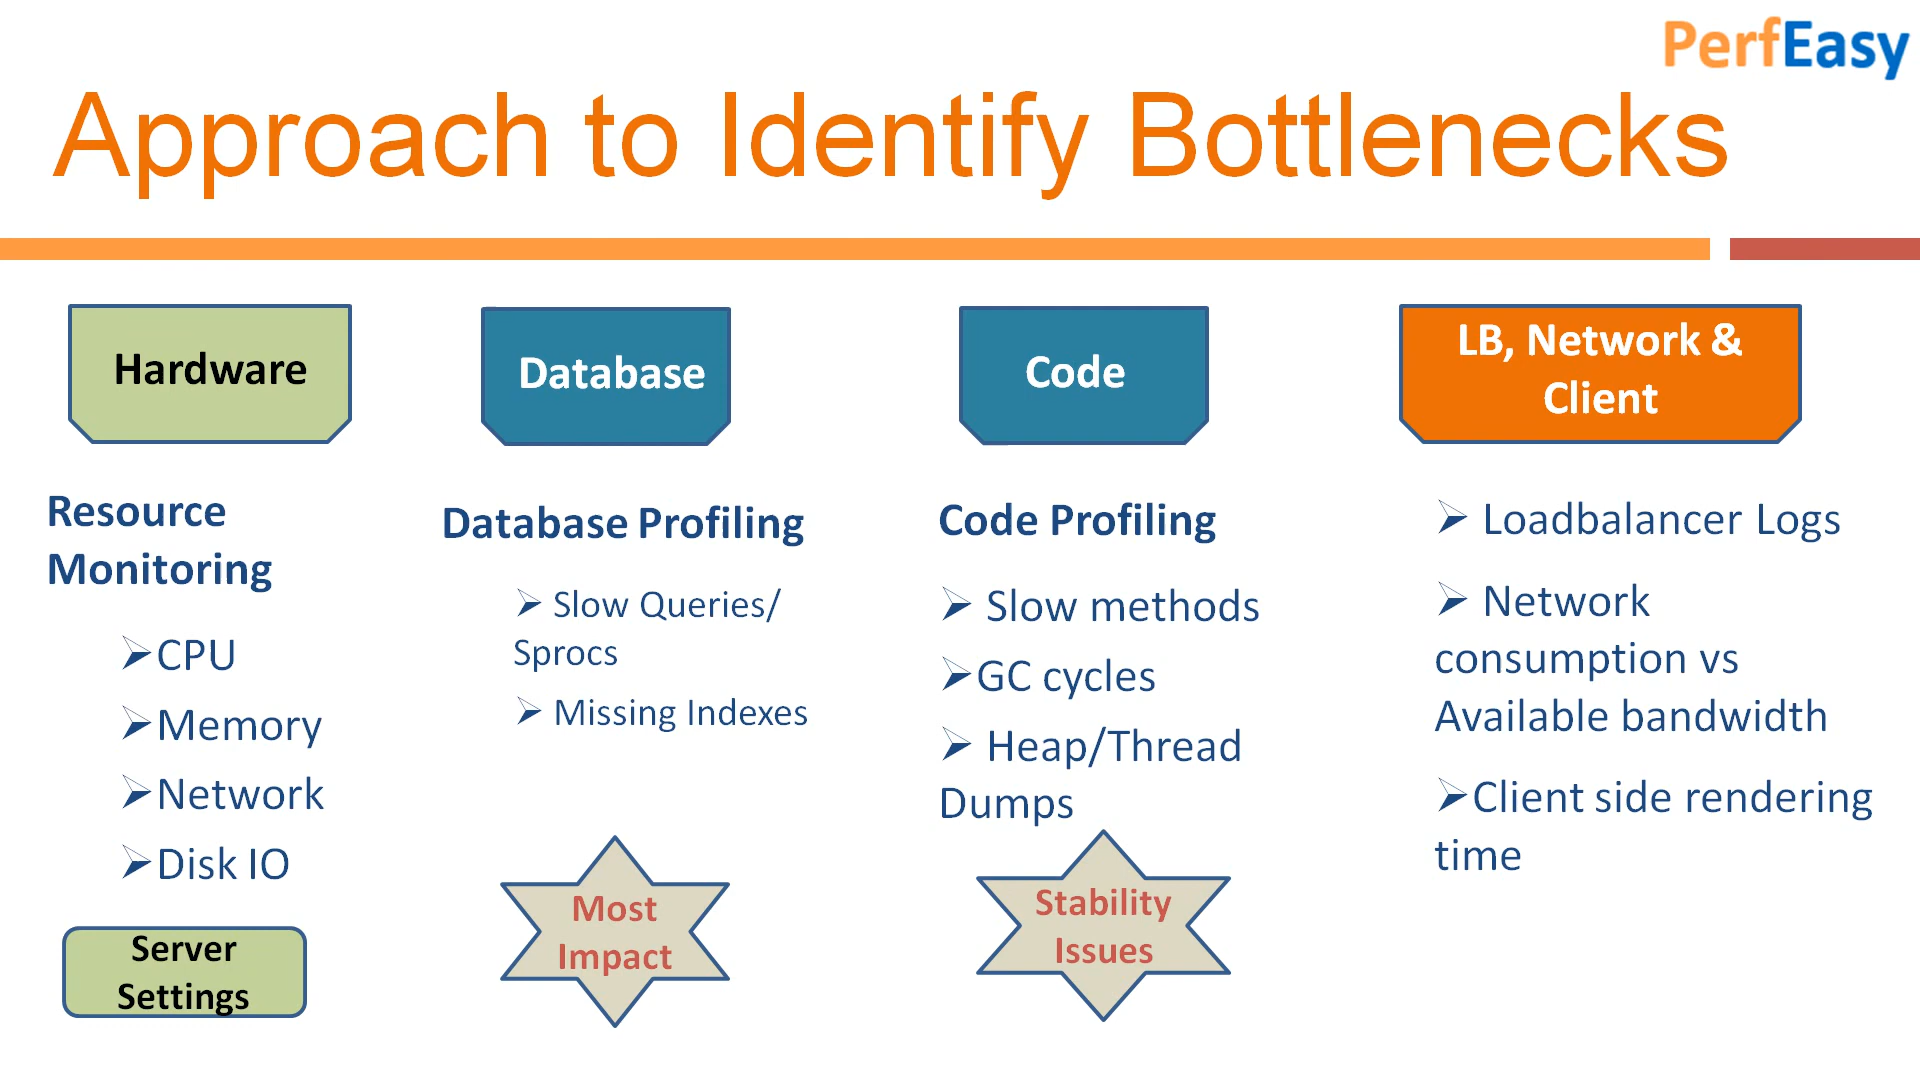 PerfEasy
Approach to Identify Bottlenecks
Hardware
Resource
Monitoring
➢CPU
➢Memory
➢Network
➢Disk IO
Server
Settings
Database
Database Profiling
➢ Slow Queries/
Sprocs
➢ Missing Indexes
Most
Impact
Code
Code Profiling
➢ Slow methods
➢GC cycles
➢ Heap/Thread
Dumps
Stability
Issues
LB, Network &
Client
➢ Loadbalancer Logs
➢ Network
consumption vs
Available bandwidth
➢Client side rendering
time